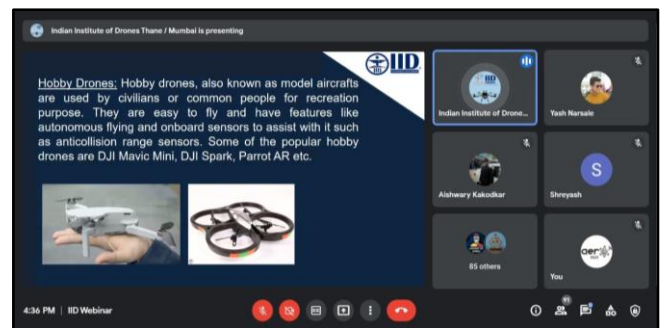 Indian Institute of Drones Thane / Mumbai is presenting
IID
Hobby Drones: Hobby drones, also known as model aircrafts
are used by civilians or common people for recreation
purpose. They are easy to fly and have features like
autonomous flying and onboard sensors to assist with it such
as anticollision range sensors. Some of the popular hobby
drones are DJI Mavic Mini, DJI Spark, Parrot AR etc.
IID
Indian Institute of Drone...
Yash Narsale
Aishwary Kakodkar
S
Shreyash
85 others
aer
You
4:36 PM | IID Webinar
91